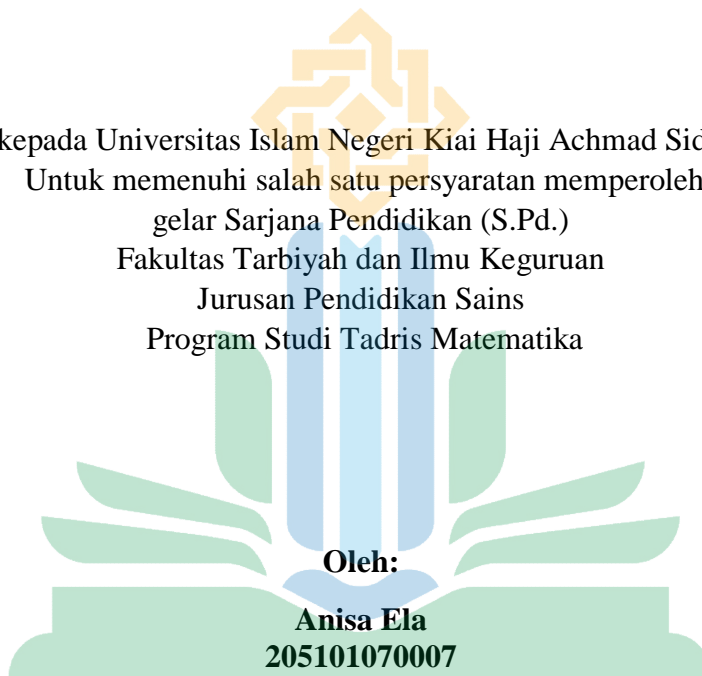 kepada Universitas Islam Negeri Kiai Haji Achmad
Untuk memenuhi salah satu persyaratan memperoleh
gelar Sarjana Pendidikan (S.Pd.)
Fakultas Tarbiyah dan Ilmu Keguruan
Jurusan Pendidikan Sains
Program Studi Tadris Matematika
Oleh:
Anisa Ela
205101070007